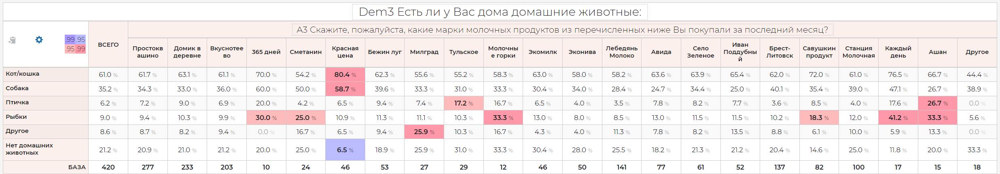 Dem3 Есть ли у Вас дома домашние животные:
A3 Скажите, пожалуйста, какие марки молочных продуктов из перечисленных ниже Вы покупали за последний месяц?
.99 .95
.95 .99
ВСЕГО
Простокв
ашино
Домик в
деревне
Вкуснотее
во
365 дней
Сметанин
Красная
цена
Бежин луг
Милград
Тульское
Молочны
е горки
Экомилк
Эконива
Лебедянь
Молоко
Авида
Село
Зеленое
Иван
Поддубны
й
Брест-
Литовск
Савушкин
продукт
Станция
Молочная
Каждый
день
Ашан
Другое
Кот/кошка 61.0 % 61.7 % 63.1 % 61.1 % 70.0 % 54.2 % 80.4 % 62.3 % 55.6 % 55.2 % 58.3 % 63.0 % 58.0 % 58.2 % 63.6 % 63.9 % 65.4 % 62.0 % 72.0 % 61.0 % 76.5 % 66.7 % 44.4 %
Собака 35.2 % 34.3 % 33.0 % 36.0 % 60.0 % 50.0 % 58.7 % 39.6 % 33.3 % 31.0 % 33.3 % 30.4 % 34.0 % 28.4 % 24.7 % 34.4 % 25.0 % 40.1 % 35.4 % 39.0 % 47.1 % 26.7 % 38.9 %
Птичка 6.2 % 7.2 % 9.0 % 6.9 % 20.0 % 4.2 % 6.5 % 9.4 % 7.4 % 17.2 % 16.7 % 6.5 % 4.0 % 3.5 % 7.8 % 8.2 % 7.7 % 3.6 % 8.5 % 4.0 % 17.6 % 26.7 % 0.0 %
Рыбки 9.0 % 9.4 % 10.3 % 9.9 % 30.0 % 25.0 % 10.9 % 11.3 % 11.1 % 10.3 % 33.3 % 13.0 % 8.0 % 8.5 % 13.0 % 11.5 % 11.5 % 10.2 % 18.3 % 12.0 % 41.2 % 33.3 % 5.6 %
Другое 8.6 % 8.7 % 8.2 % 9.4 % 0.0 % 16.7 % 6.5 % 9.4 % 25.9 % 10.3 % 16.7 % 4.3 % 4.0 % 11.3 % 7.8 % 8.2 % 13.5 % 8.8 % 6.1 % 10.0 % 5.9 % 13.3 % 0.0 %
Нет домашних
животных 21.2 % 20.9 % 21.0 % 21.2 % 20.0 % 25.0 % 6.5 % 18.9 % 25.9 % 31.0 % 33.3 % 30.4 % 28.0 % 25.5 % 18.2 % 21.3 % 21.2 % 20.4 % 14.6 % 25.0 % 11.8 % 20.0 % 33.3 %
БАЗА 420 277 233 203 10 24 46 53 27 29 12 46 50 141 77 61 52 137 82 100 17 15 18